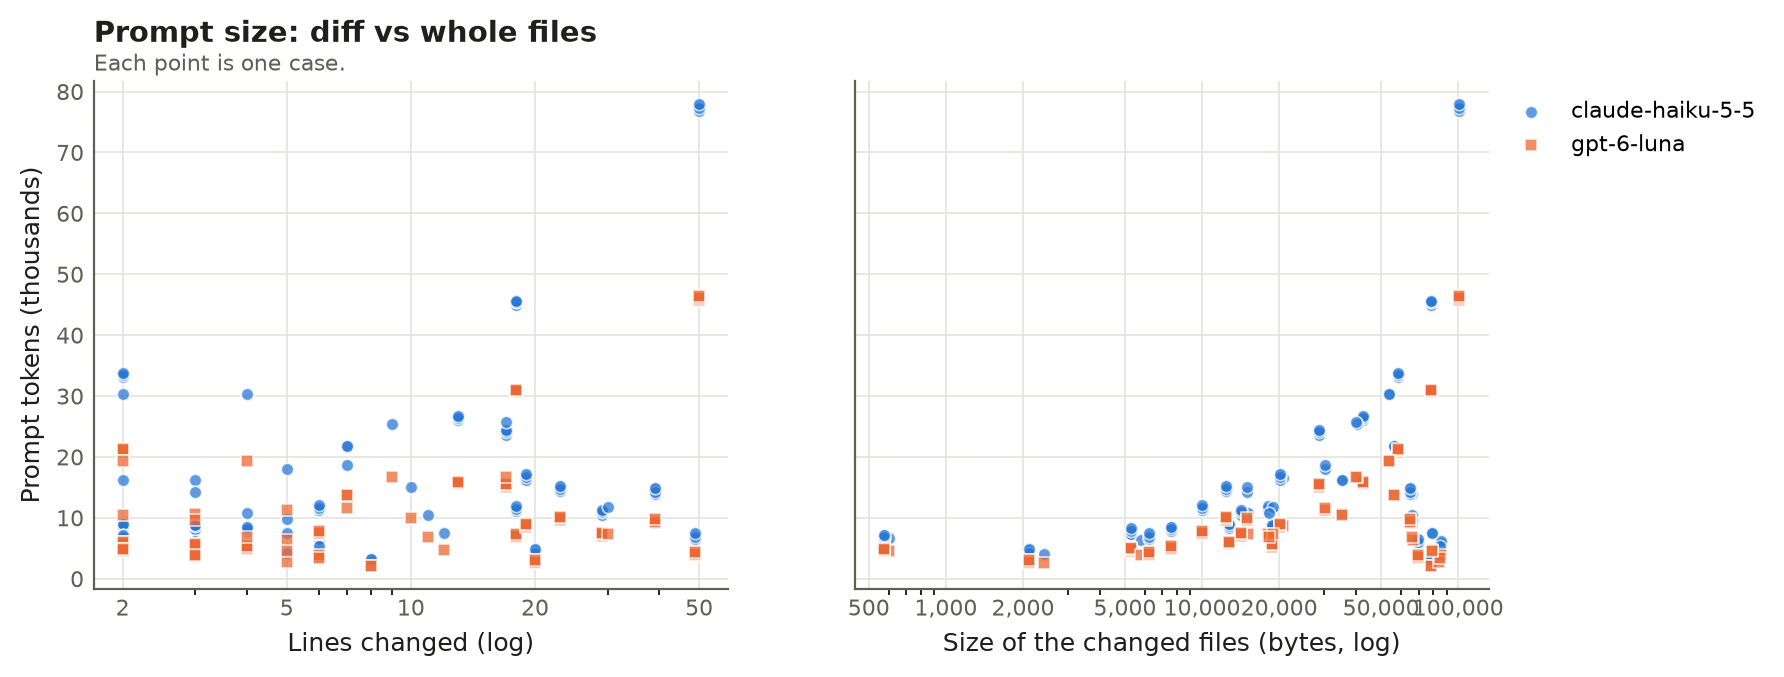 Prompt size: diff vs whole files
Each point is one case.
Prompt tokens (thousands)
80
70
60
50
40
30
20
10
0
2 5 10 20 50
Lines changed (log)
500 1,000 2,000 5,000 10,000 20,000 50,000 100,000
Size of the changed files (bytes, log)
claude-haiku-5-5
gpt-6-luna